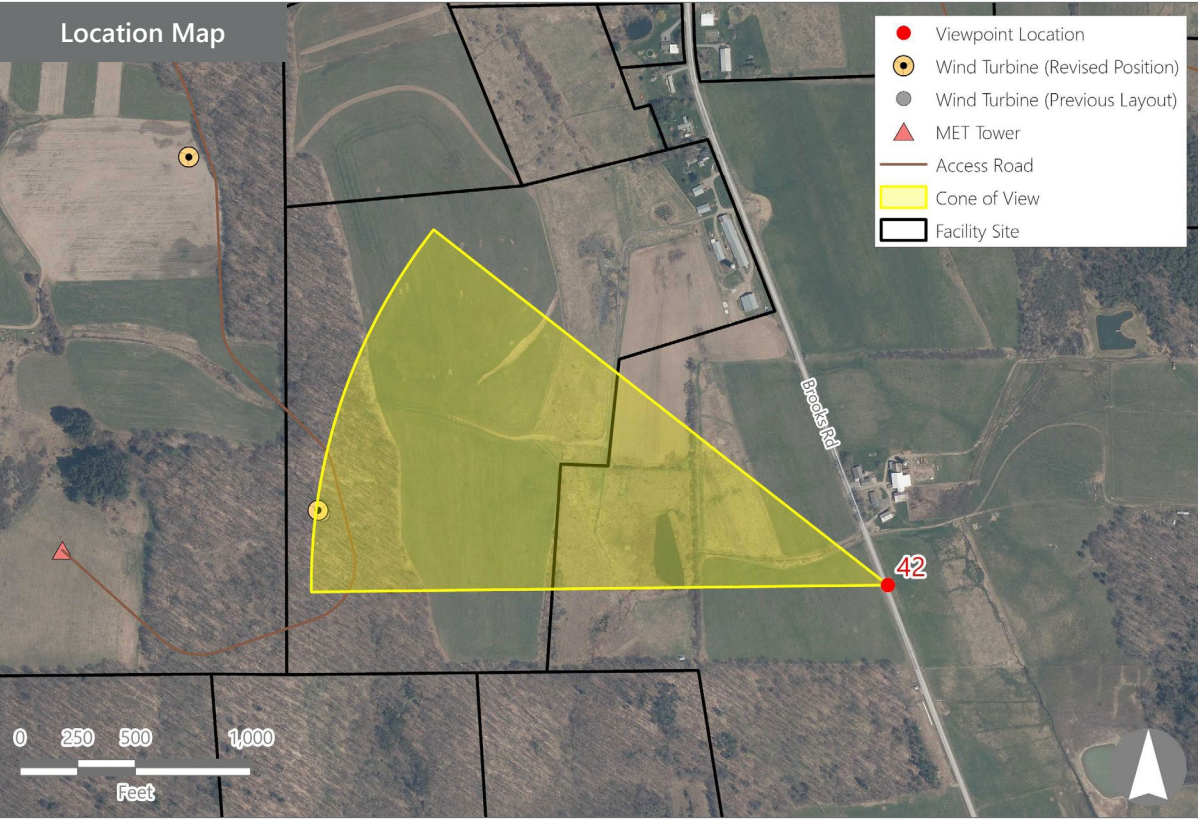 Location Map
Viewpoint Location
Wind Turbine (Revised Position)
Wind Turbine (Previous Layout)
MET Tower
Access Road
Cone of View
Facility Site
Brooks Rd
42
0 250 500 1,000
Feet